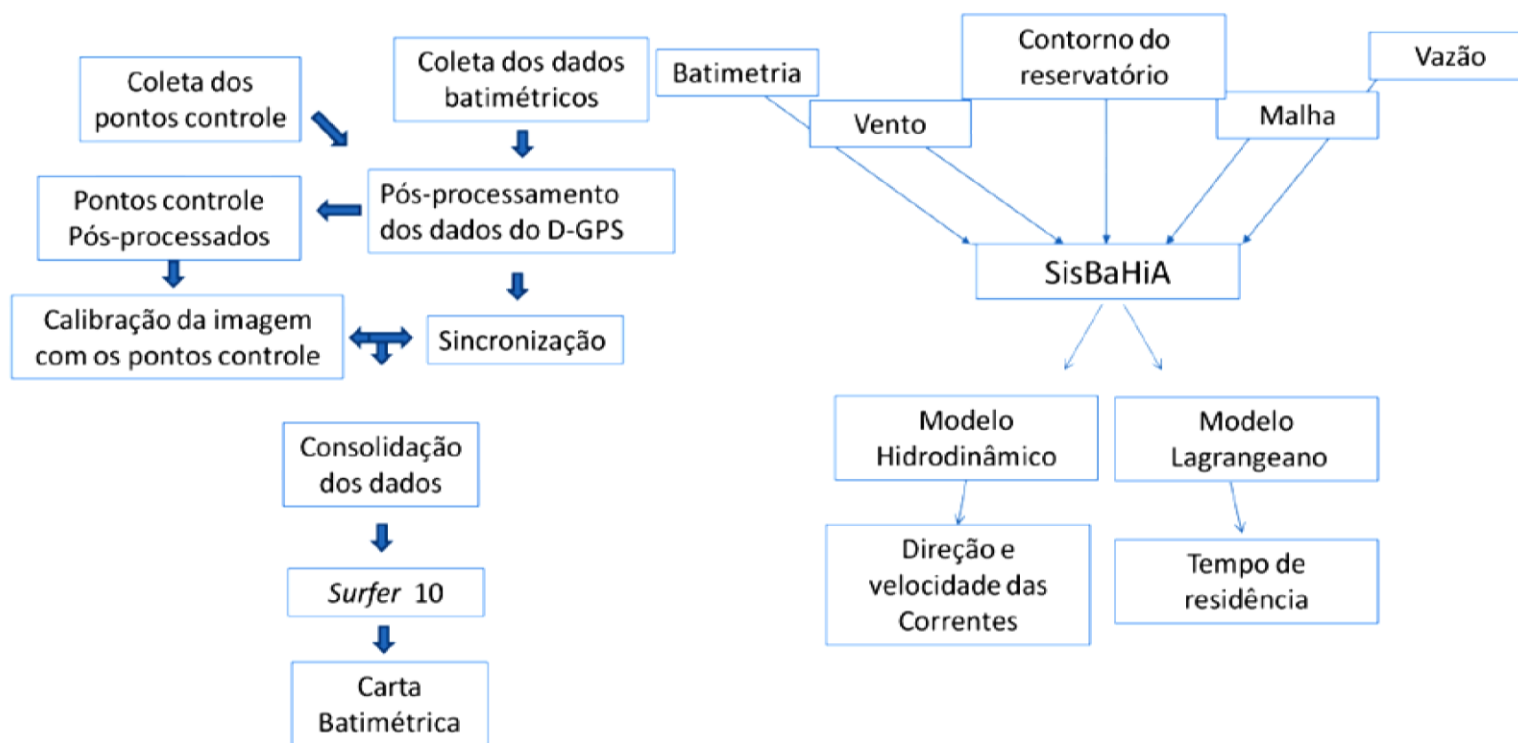 Coleta dos
pontos controle
Coleta dos dados
batimétricos
Pontos controle
Pós-processados
Pós-processamento
dos dados do D-GPS
Calibração da imagem
com os pontos controle
Sincronização
Consolidação
dos dados
Surfer 10
Carta
Batimétrica
Batimetria
Vento
Contorno do
reservatório
Malha
Vazão
SisBaHiA
Modelo
Hidrodinâmico
Modelo
Lagrangeano
Direção e
velocidade das
Correntes
Tempo de
residência